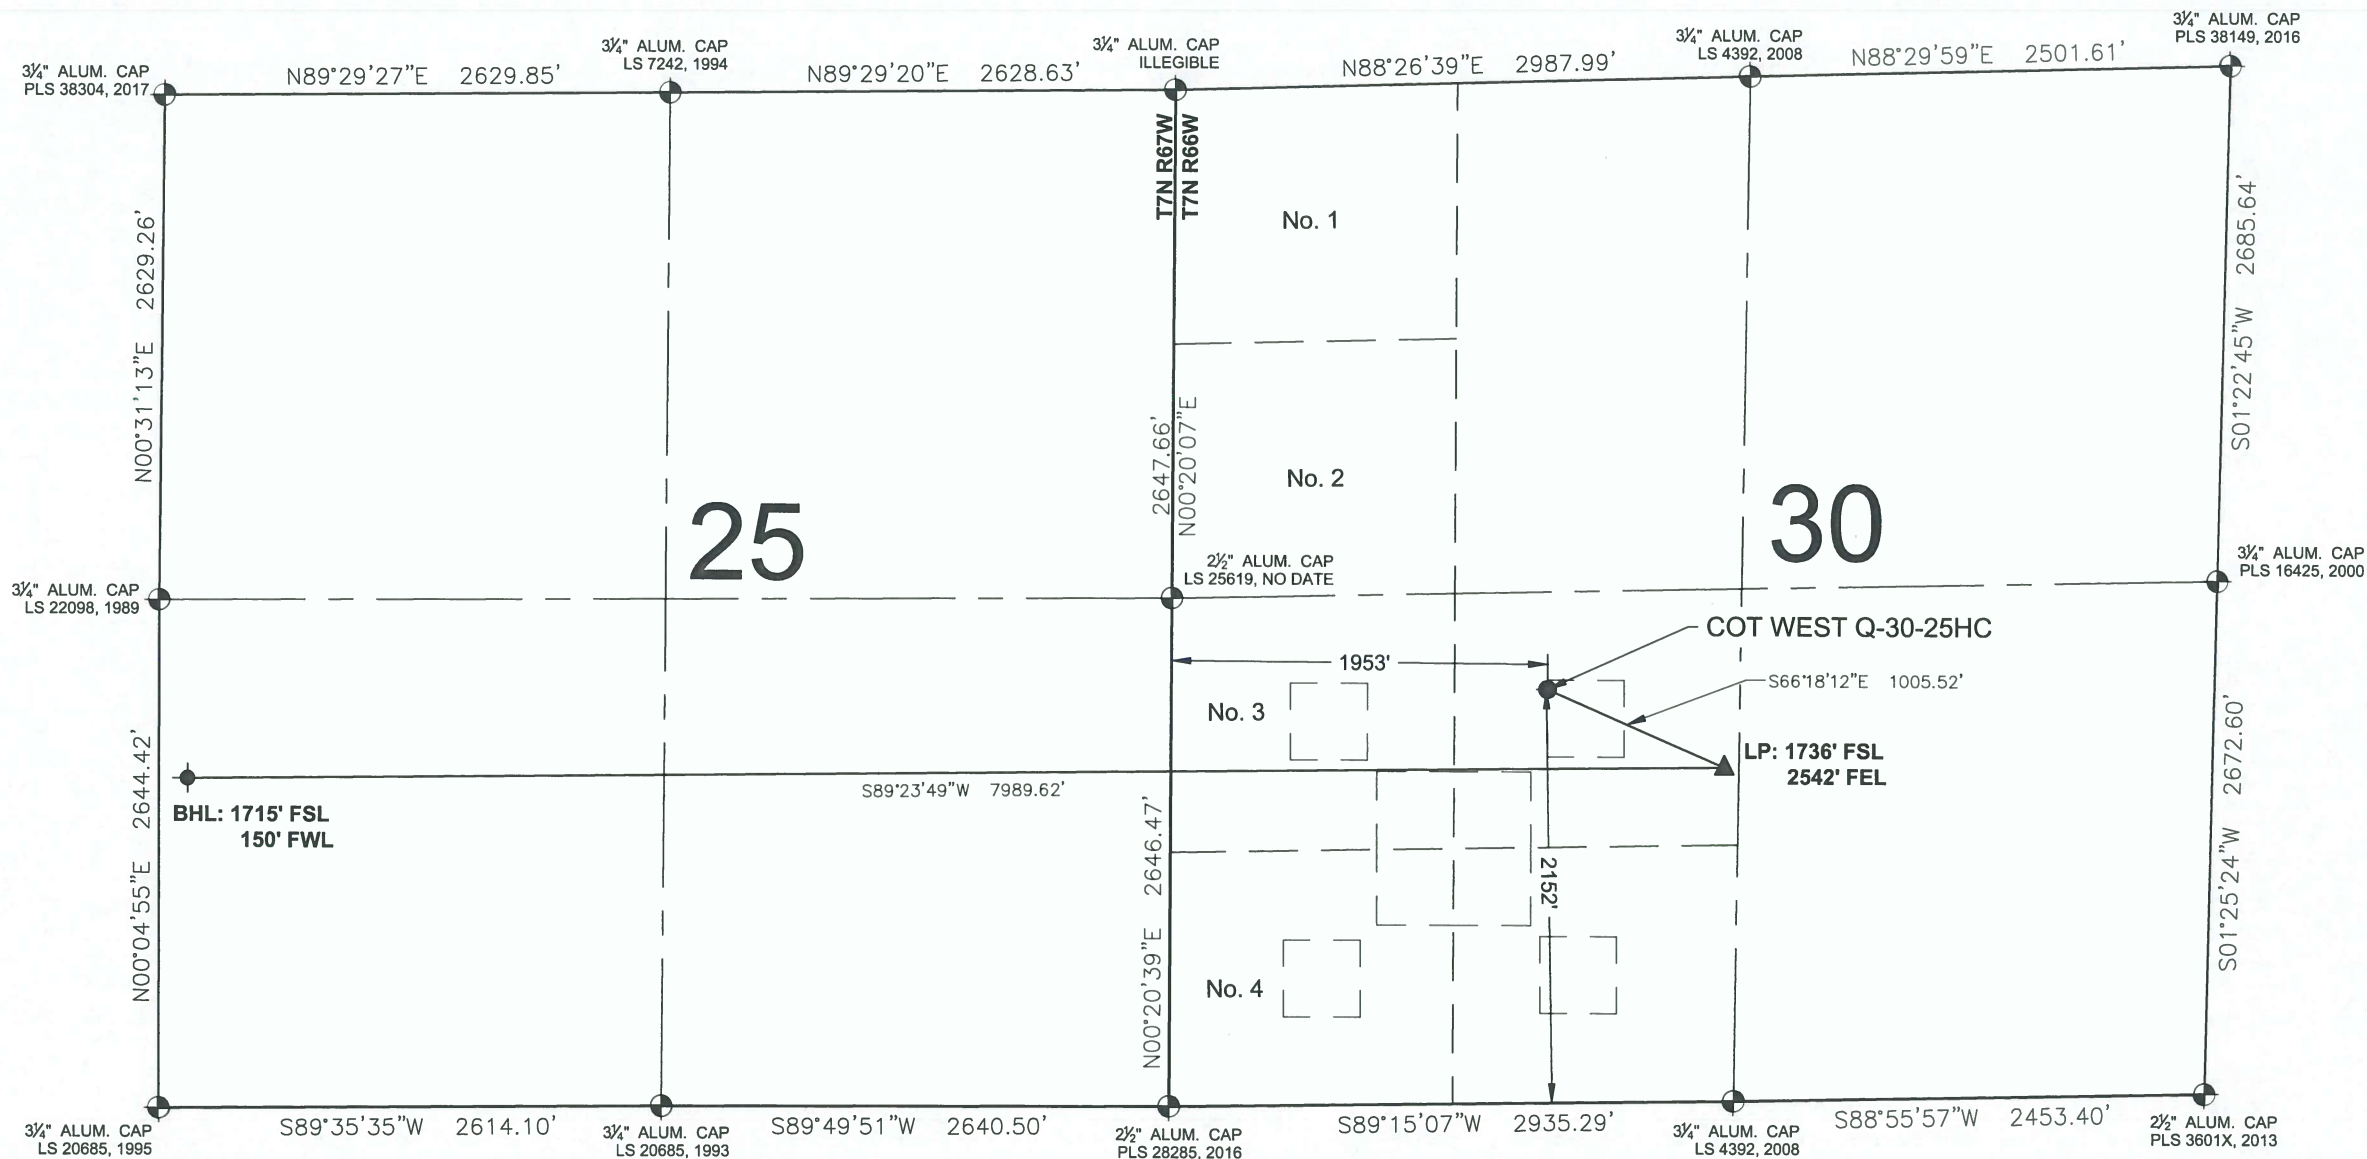 3¼" ALUM. CAP
PLS 38304, 2017
N89°29'27"E 2629.85'
3¼" ALUM. CAP
LS 7242, 1994
N89°29'20"E 2628.63'
3¼" ALUM. CAP
ILLEGIBLE
N88°26'39"E 2987.99'
3¼" ALUM. CAP
LS 4392, 2008
N88°29'59"E 2501.61'
3¼" ALUM. CAP
PLS 38149, 2016
N00°31'13"E 2629.26'
T7N R67W
T7N R66W
No. 1
S01°22'45"W 2685.64'
2647.66'
N00°20'07"E
No. 2
25
30
3¼" ALUM. CAP
LS 22098, 1989
2½" ALUM. CAP
LS 25619, NO DATE
3¼" ALUM. CAP
PLS 16425, 2000
COT WEST Q-30-25HC
1953'
S66°18'12"E 1005.52'
No. 3
LP: 1736' FSL
2542' FEL
BHL: 1715' FSL
150' FWL
S89°23'49"W 7989.62'
N00°04'55"E 2644.42'
N00°20'39"E 2646.47'
2152'
S01°25'24"W 2672.60'
No. 4
3¼" ALUM. CAP
LS 20685, 1995
S89°35'35"W 2614.10'
3¼" ALUM. CAP
LS 20685, 1993
S89°49'51"W 2640.50'
2½" ALUM. CAP
PLS 28285, 2016
S89°15'07"W 2935.29'
3¼" ALUM. CAP
LS 4392, 2008
S88°55'57"W 2453.40'
2½" ALUM. CAP
PLS 3601X, 2013